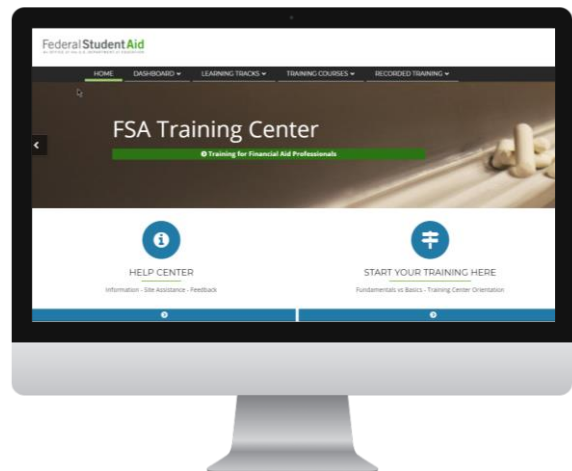 Federal Student Aid
HOME DASHBOARD LEARNING TRACKS TRAINING COURSES RECORDED TRAINING
FSA Training Center
Training for Financial Aid Professionals
HELP CENTER
Information - Site Assistance - Feedback
START YOUR TRAINING HERE
Fundamentals vs Basics - Training Center Orientation